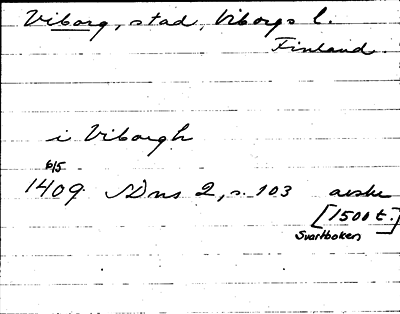 Viborg, stad, Viborgs l.
Finland.
i Viborgh
6/5
1409 SDns 2, s. 103 avskr
[1500 t.]
Svartboken